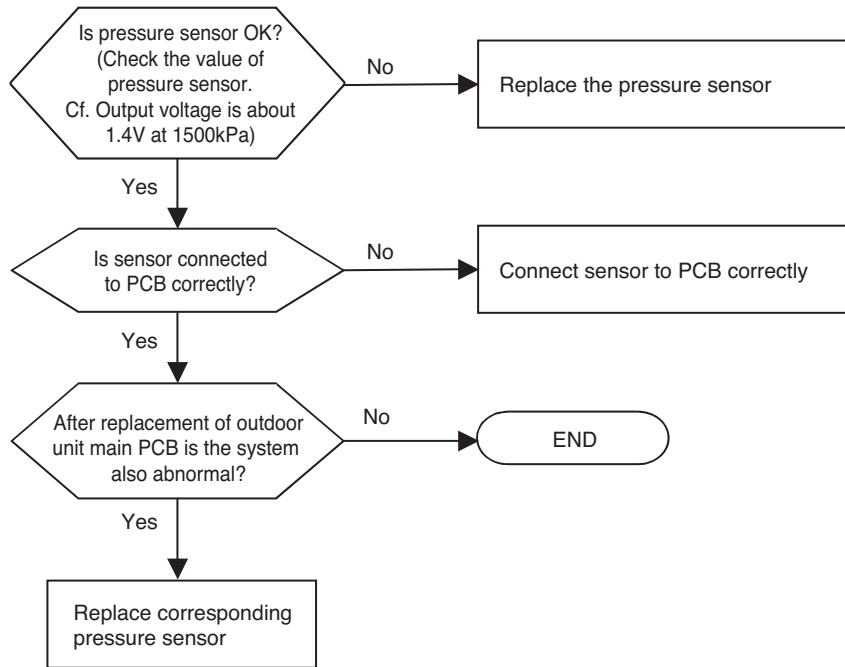 Is pressure sensor OK?
(Check the value of
pressure sensor.
Cf. Output voltage is about
1.4V at 1500kPa)
No
Replace the pressure sensor
Yes
Is sensor connected
to PCB correctly?
No
Connect sensor to PCB correctly
Yes
After replacement of outdoor
unit main PCB is the system
also abnormal?
No
END
Yes
Replace corresponding
pressure sensor